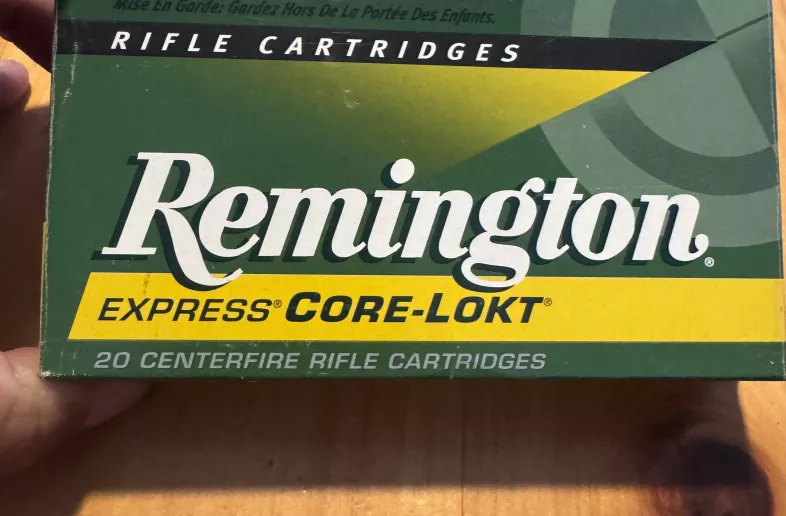 Mise En Garde: Gardez Hors De La Portée Des Enfants.
RIFLE CARTRIDGES
Remington®
EXPRESS® CORE-LOKT®
20 CENTERFIRE RIFLE CARTRIDGES